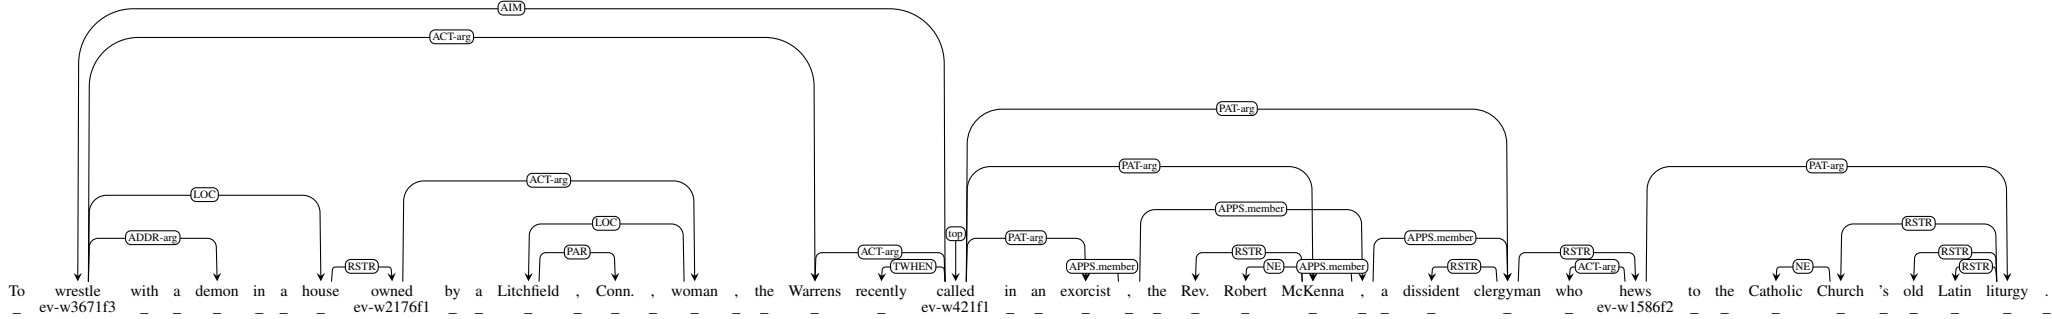 AIM
ACT-arg
PAT-arg
PAT-arg PAT-arg
ACT-arg
LOC
APPS.member
LOC RSTR
top
ADDR-arg PAT-arg APPS.member
PAR ACT-arg RSTR RSTR RSTR
RSTR TWHEN APPS.member NE APPS.member RSTR ACT-arg NE RSTR
To wrestle with a demon in a house owned by a Litchfield , Conn. , woman , the Warrens recently called in an exorcist , the Rev. Robert McKenna , a dissident clergyman who hews to the Catholic Church 's old Latin liturgy .
_ ev-w3671f3 _ _ _ _ _ _ ev-w2176f1 _ _ _ _ _ _ _ _ _ _ _ ev-w421f1 _ _ _ _ _ _ _ _ _ _ _ _ _ ev-w1586f2 _ _ _ _ _ _ _ _ _